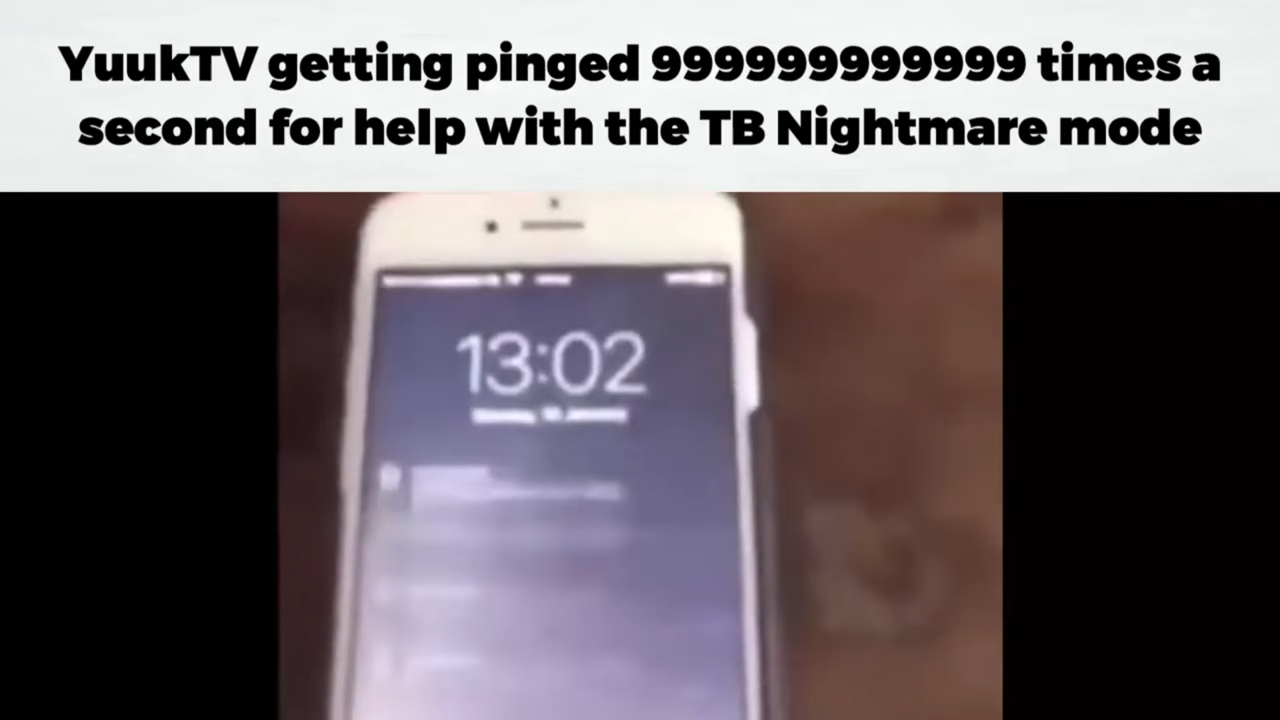 YuukTV getting pinged 999999999999 times a
second for help with the TB Nightmare mode
13:02